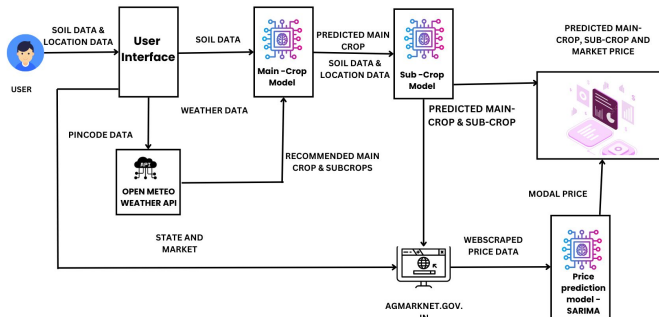 SOIL DATA &
LOCATION DATA
USER
User
Interface
SOIL DATA
Main -Crop
Model
PREDICTED MAIN
CROP
SOIL DATA &
LOCATION DATA
Sub -Crop
Model
PREDICTED MAIN-
CROP, SUB-CROP AND
MARKET PRICE
WEATHER DATA
PREDICTED MAIN-
CROP & SUB-CROP
PINCODE DATA
API
OPEN METEO
WEATHER API
RECOMMENDED MAIN
CROP & SUBCROPS
MODAL PRICE
STATE AND
MARKET
WEBSCRAPED
PRICE DATA
Price
prediction
model -
SARIMA
AGMARKNET.GOV.
IN